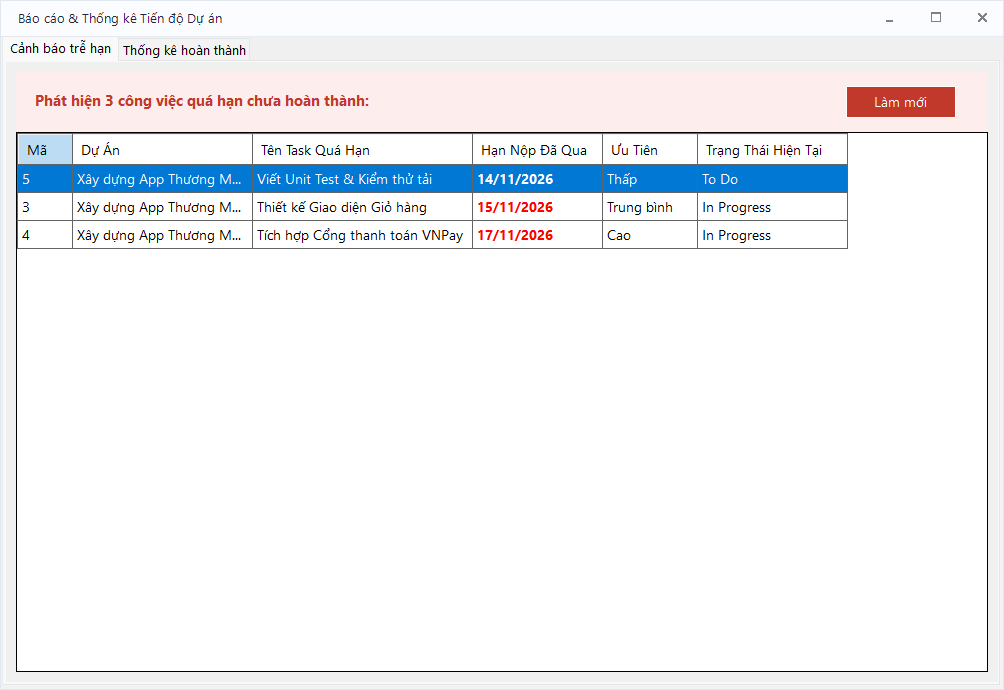 Báo cáo & Thống kê Tiến độ Dự án
Cảnh báo trễ hạn Thống kê hoàn thành
Phát hiện 3 công việc quá hạn chưa hoàn thành: Làm mới
Mã Dự Án Tên Task Quá Hạn Hạn Nộp Đã Qua Ưu Tiên Trạng Thái Hiện Tại
5 Xây dựng App Thương M... Viết Unit Test & Kiểm thử tải 14/11/2026 Thấp To Do
3 Xây dựng App Thương M... Thiết kế Giao diện Giỏ hàng 15/11/2026 Trung bình In Progress
4 Xây dựng App Thương M... Tích hợp Cổng thanh toán VNPay 17/11/2026 Cao In Progress